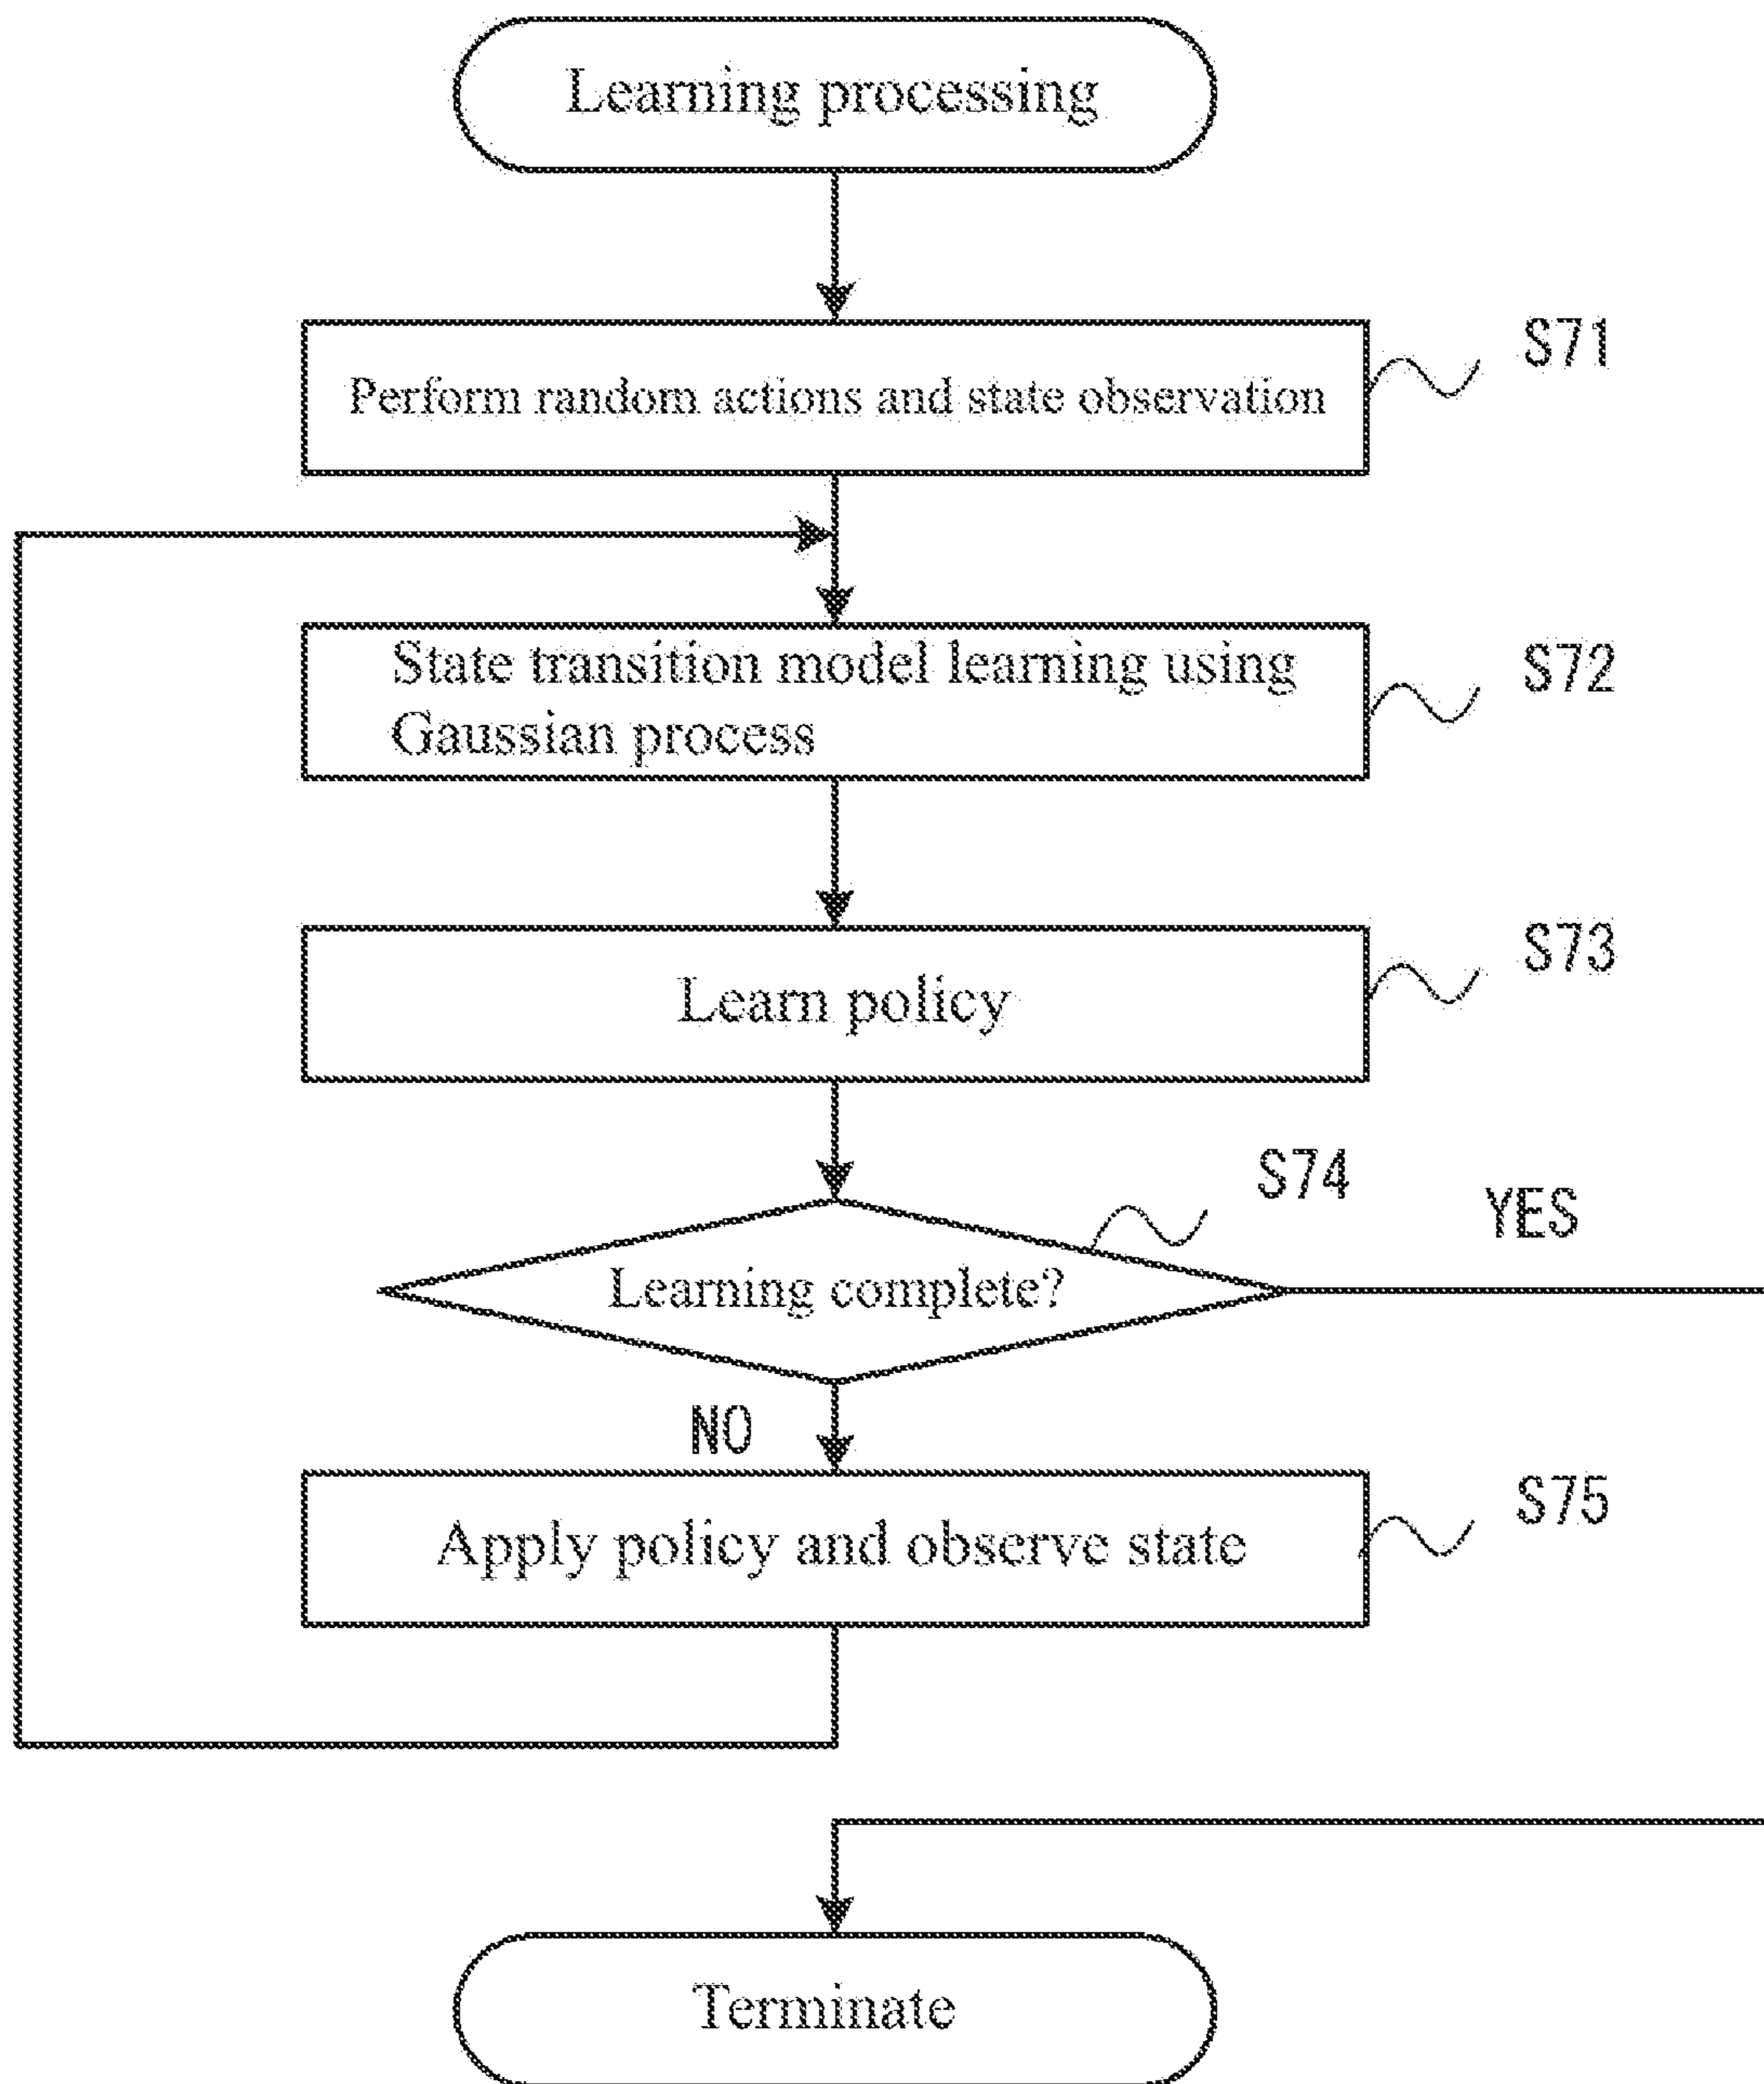 Learning processing
S71
Perform random actions and state observation
S72
State transition model learning using
Gaussian process
S73
Learn policy
S74
YES
Learning complete?
NO
S75
Apply policy and observe state
Terminate